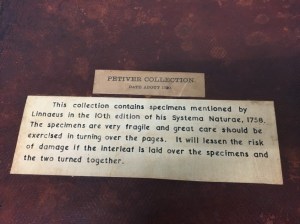 PETIVER COLLECTION.
DATE ABOUT
This collection contains specimens mentioned by
Linnaeus in the 10th edition of his Systema Naturae, 1758.
The specimens are very fragile and great care should be
exercised in turning over the pages. It will lessen the risk
of damage if the interleaf is laid over the specimens and
the two turned together.